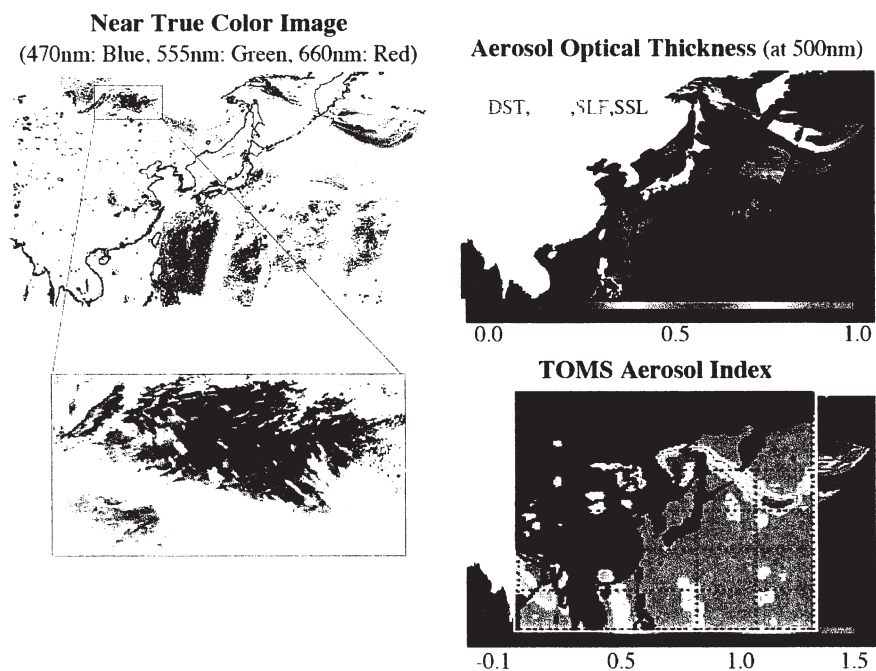 Near True Color Image
(470nm: Blue, 555nm: Green, 660nm: Red)
Aerosol Optical Thickness (at 500nm)
DST, ,SLF,SSL
0.0 0.5 1.0
TOMS Aerosol Index
-0.1 0.5 1.0 1.5